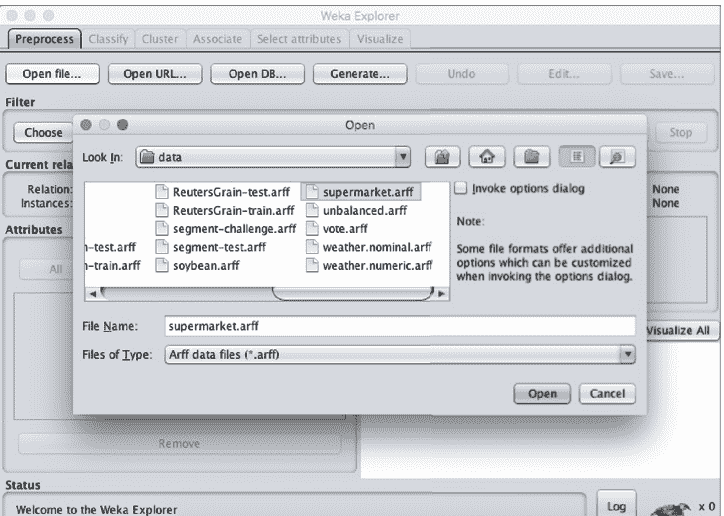 Weka Explorer
Preprocess Classify Cluster Associate Select attributes Visualize
Open file... Open URL... Open DB... Generate... Undo Edit... Save...
Filter
Choose
Stop
Open
Look In: data
ReutersGrain-test.arff
ReutersGrain-train.arff
segment-challenge.arff
n-test.arff segment-test.arff
n-train.arff soybean.arff
supermarket.arff
unbalanced.arff
vote.arff
weather.nominal.arff
weather.numeric.arff
Invoke options dialog
Note:
Some file formats offer additional
options which can be customized
when invoking the options dialog.
File Name: supermarket.arff
Files of Type: Arff data files (*.arff)
Open Cancel
Current rela
Relation:
Instances:
None
None
Attributes
All
Visualize All
Remove
Status
Welcome to the Weka Explorer
Log
x 0